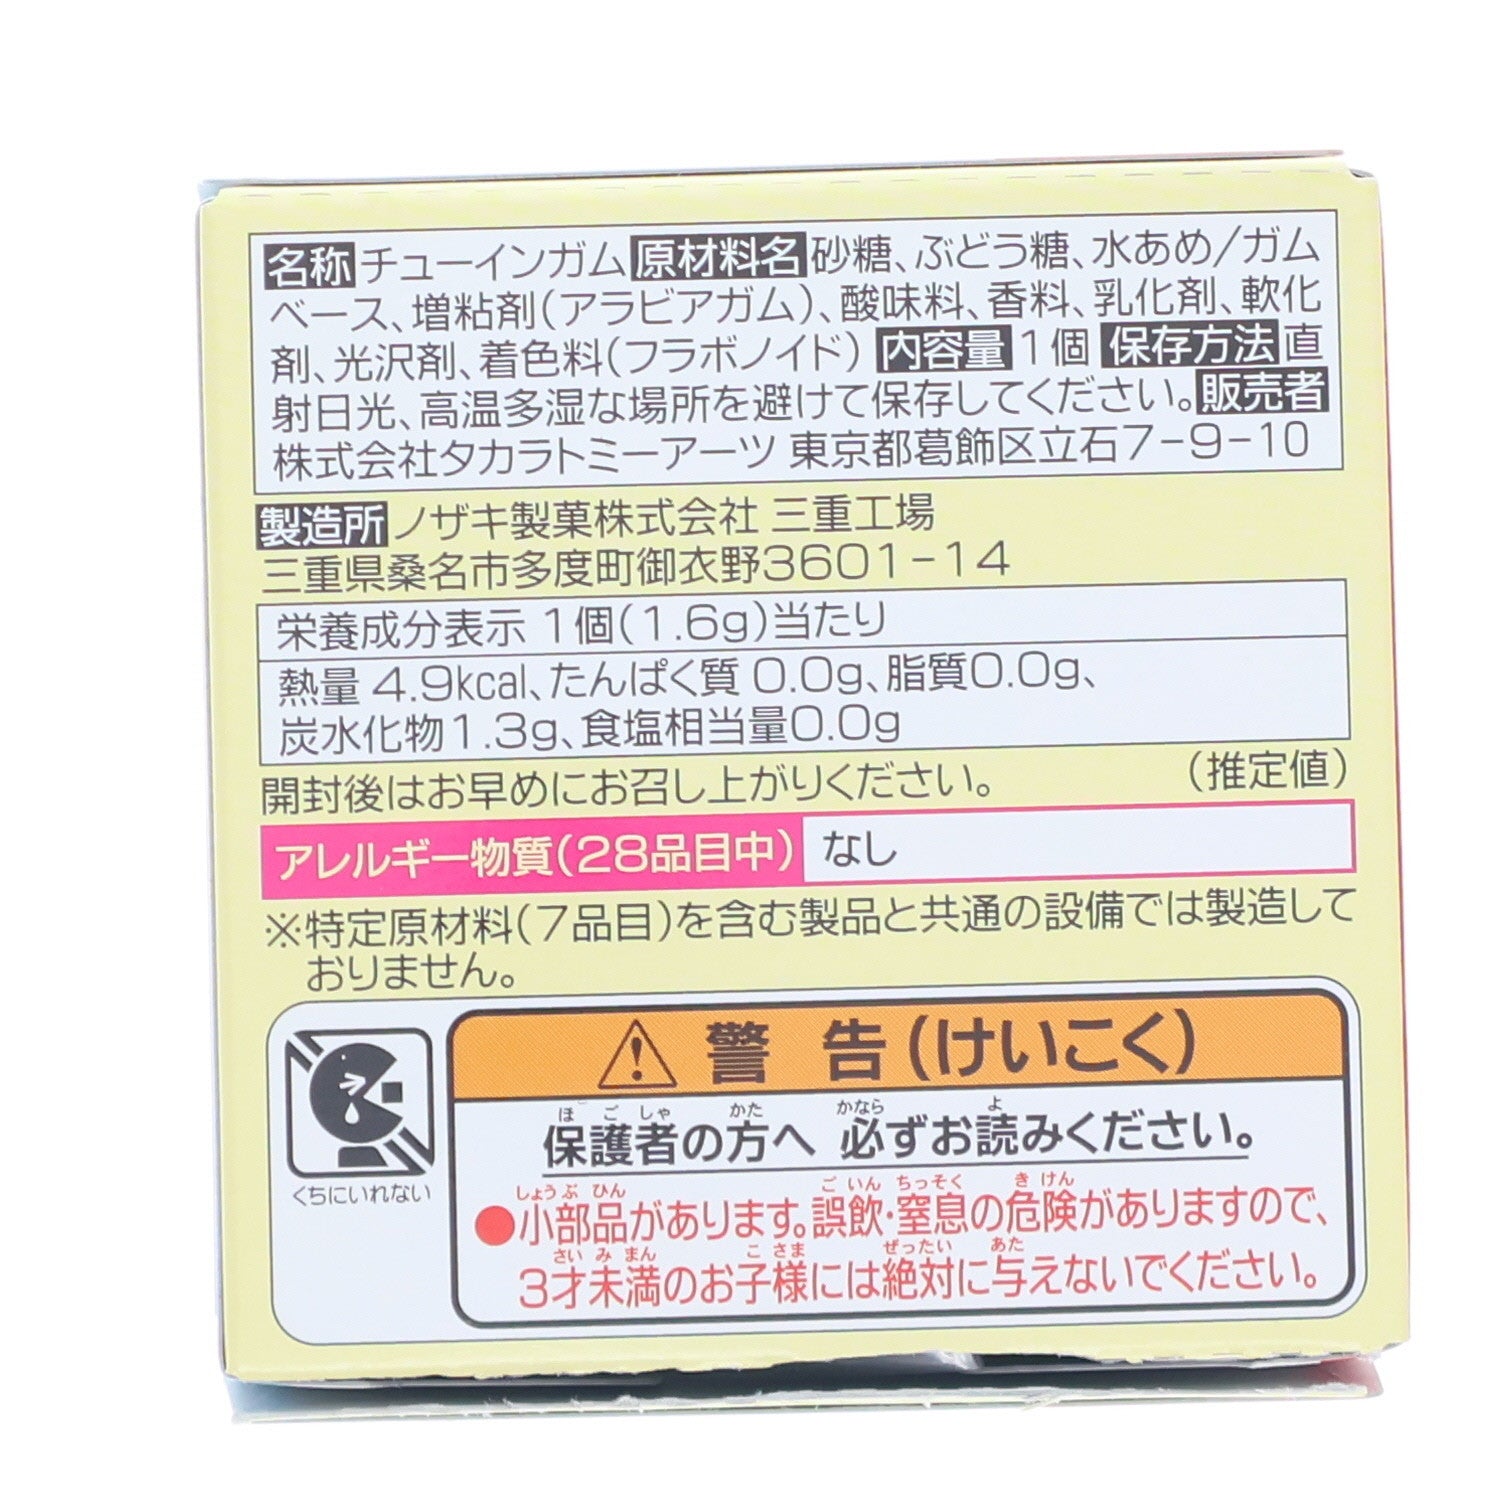 名称 チューインガム 原材料名 砂糖、ぶどう糖、水あめ/ガム
ベース、増粘剤(アラビアガム)、酸味料、香料、乳化剤、軟化
剤、光沢剤、着色料(フラボノイド) 内容量 1個 保存方法 直
射日光、高温多湿な場所を避けて保存してください。 販売者
株式会社タカラトミーアーツ 東京都葛飾区立石7-9-10
製造所 ノザキ製菓株式会社 三重工場
三重県桑名市多度町御衣野3601-14
栄養成分表示 1個(1.6g)当たり
熱量 4.9kcal、たんぱく質 0.0g、脂質0.0g、
炭水化物1.3g、食塩相当量0.0g
(推定値)
開封後はお早めにお召し上がりください。
アレルギー物質(28品目中) なし
※特定原材料(7品目)を含む製品と共通の設備では製造して
おりません。
くちにいれない
警 告(けいこく)
ほごしゃ かた かなら よ
保護者の方へ 必ずお読みください。
しょうぶひん ごいん ちっそく きけん
●小部品があります。誤飲・窒息の危険がありますので、
さいみまん こさま ぜったい あた
3才未満のお子様には絶対に与えないでください。